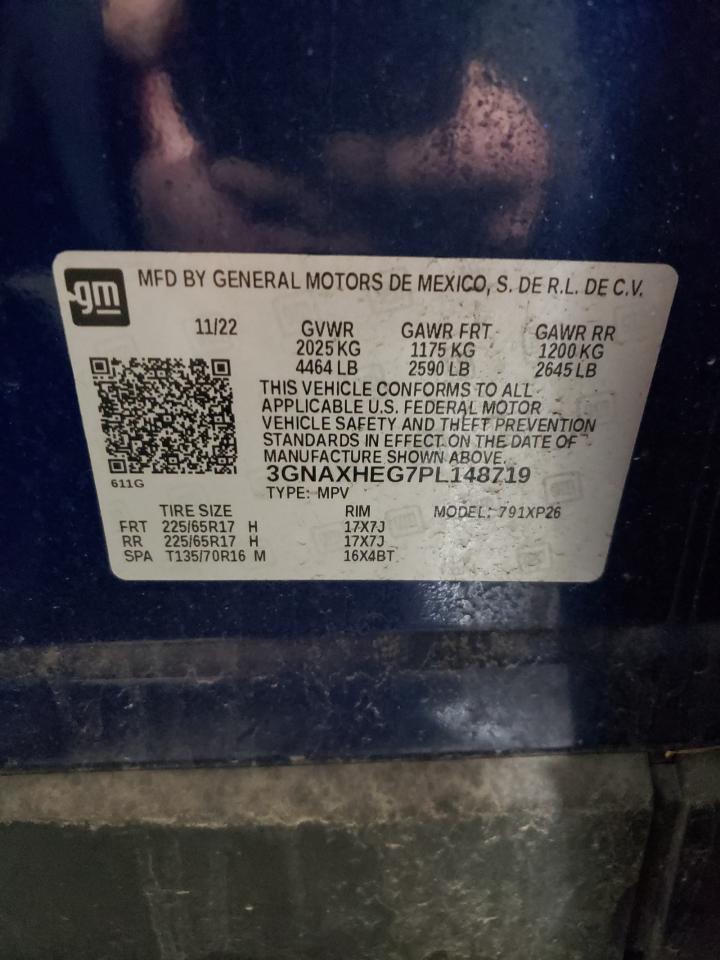 gm
MFD BY GENERAL MOTORS DE MEXICO, S. DE R.L. DE C.V.
11/22 GVWR GAWR FRT GAWR RR
2025 KG 1175 KG 1200 KG
4464 LB 2590 LB 2645 LB
THIS VEHICLE CONFORMS TO ALL
APPLICABLE U.S. FEDERAL MOTOR
VEHICLE SAFETY AND THEFT PREVENTION
STANDARDS IN EFFECT ON THE DATE OF
MANUFACTURE SHOWN ABOVE.
3GNAXHEG7PL148719
611G
TYPE: MPV
TIRE SIZE RIM MODEL: 791XP26
FRT 225/65R17 H 17X7J
RR 225/65R17 H 17X7J
SPA T135/70R16 M 16X4BT